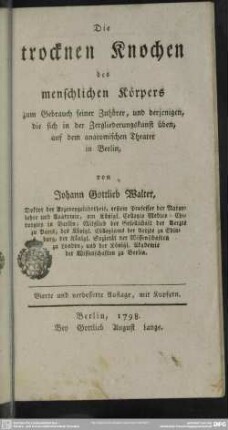 Die
trocknen Knochen
des
menschlichen Körpers
zum Gebrauch seiner Zuhörer, und derjenigen,
die sich in der Zergliederungskunst üben,
auf dem anatomischen Theater
in Berlin,
von
Johann Gottlieb Walter,
Doktor der Arzneygelahrtheit, erstem Professor der Natur-
lehre und Anatomie, am Königl. Collegio Medico-Chi-
rurgico in Berlin; Mitglied der Gesellschaft der Aerzte
zu Paris; des Königl. Collegiums der Aerzte zu Edin-
burg, der Königl. Sozietät der Wissenschaften
zu London, und der Königl. Akademie
der Wissenschaften zu Berlin.
Vierte und verbesserte Auflage, mit Kupfern.
Berlin, 1798.
Bey Gottlieb August Lange.